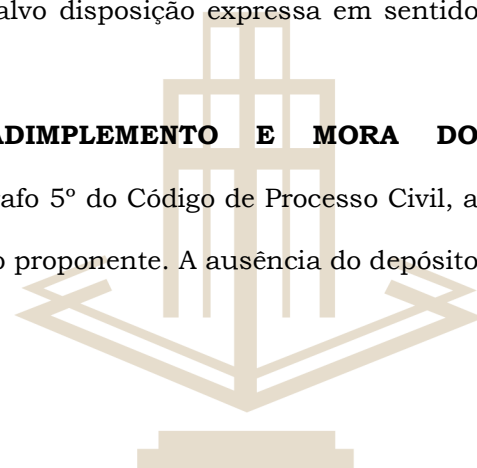 alvo disposição expressa em sentido
ADIMPLEMENTO E MORA DO
afo 5º do Código de Processo Civil, a
proponente. A ausência do depósito